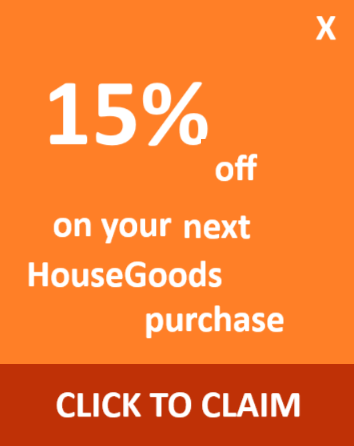 X
15%
off
on your next
HouseGoods
purchase
CLICK TO CLAIM